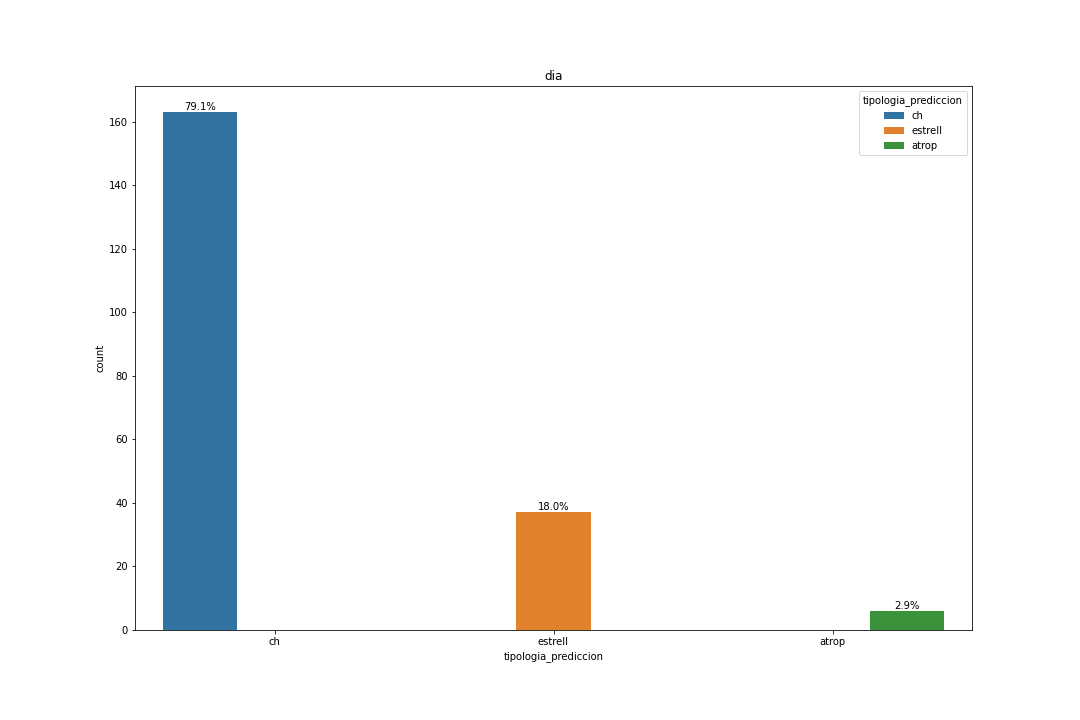 dia
79.1%
tipologia_prediccion
ch
estrell
atrop
160
140
120
100
80
60
40
20
0
count
18.0%
2.9%
ch
estrell
atrop
tipologia_prediccion